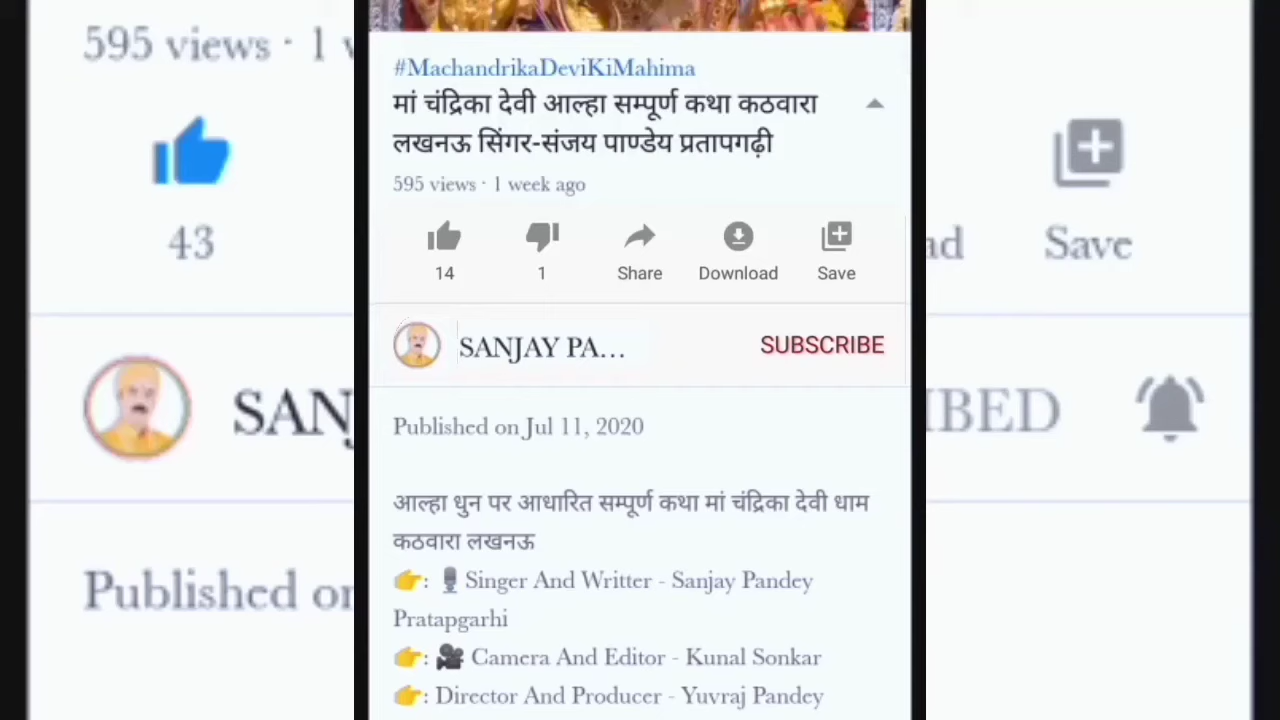 #MachandrikaDeviKiMahima
मां चंद्रिका देवी आल्हा सम्पूर्ण कथा कठवारा
लखनऊ सिंगर-संजय पाण्डेय प्रतापगढ़ी
595 views · 1 week ago
14 1 Share Download Save
SANJAY PA... SUBSCRIBE
Published on Jul 11, 2020
आल्हा धुन पर आधारित सम्पूर्ण कथा मां चंद्रिका देवी धाम
कठवारा लखनऊ
👉: 🎙Singer And Writter - Sanjay Pandey
Pratapgarhi
👉: 🎥 Camera And Editor - Kunal Sonkar
👉: Director And Producer - Yuvraj Pandey
595 views · 1
43
Save
SAN
Published